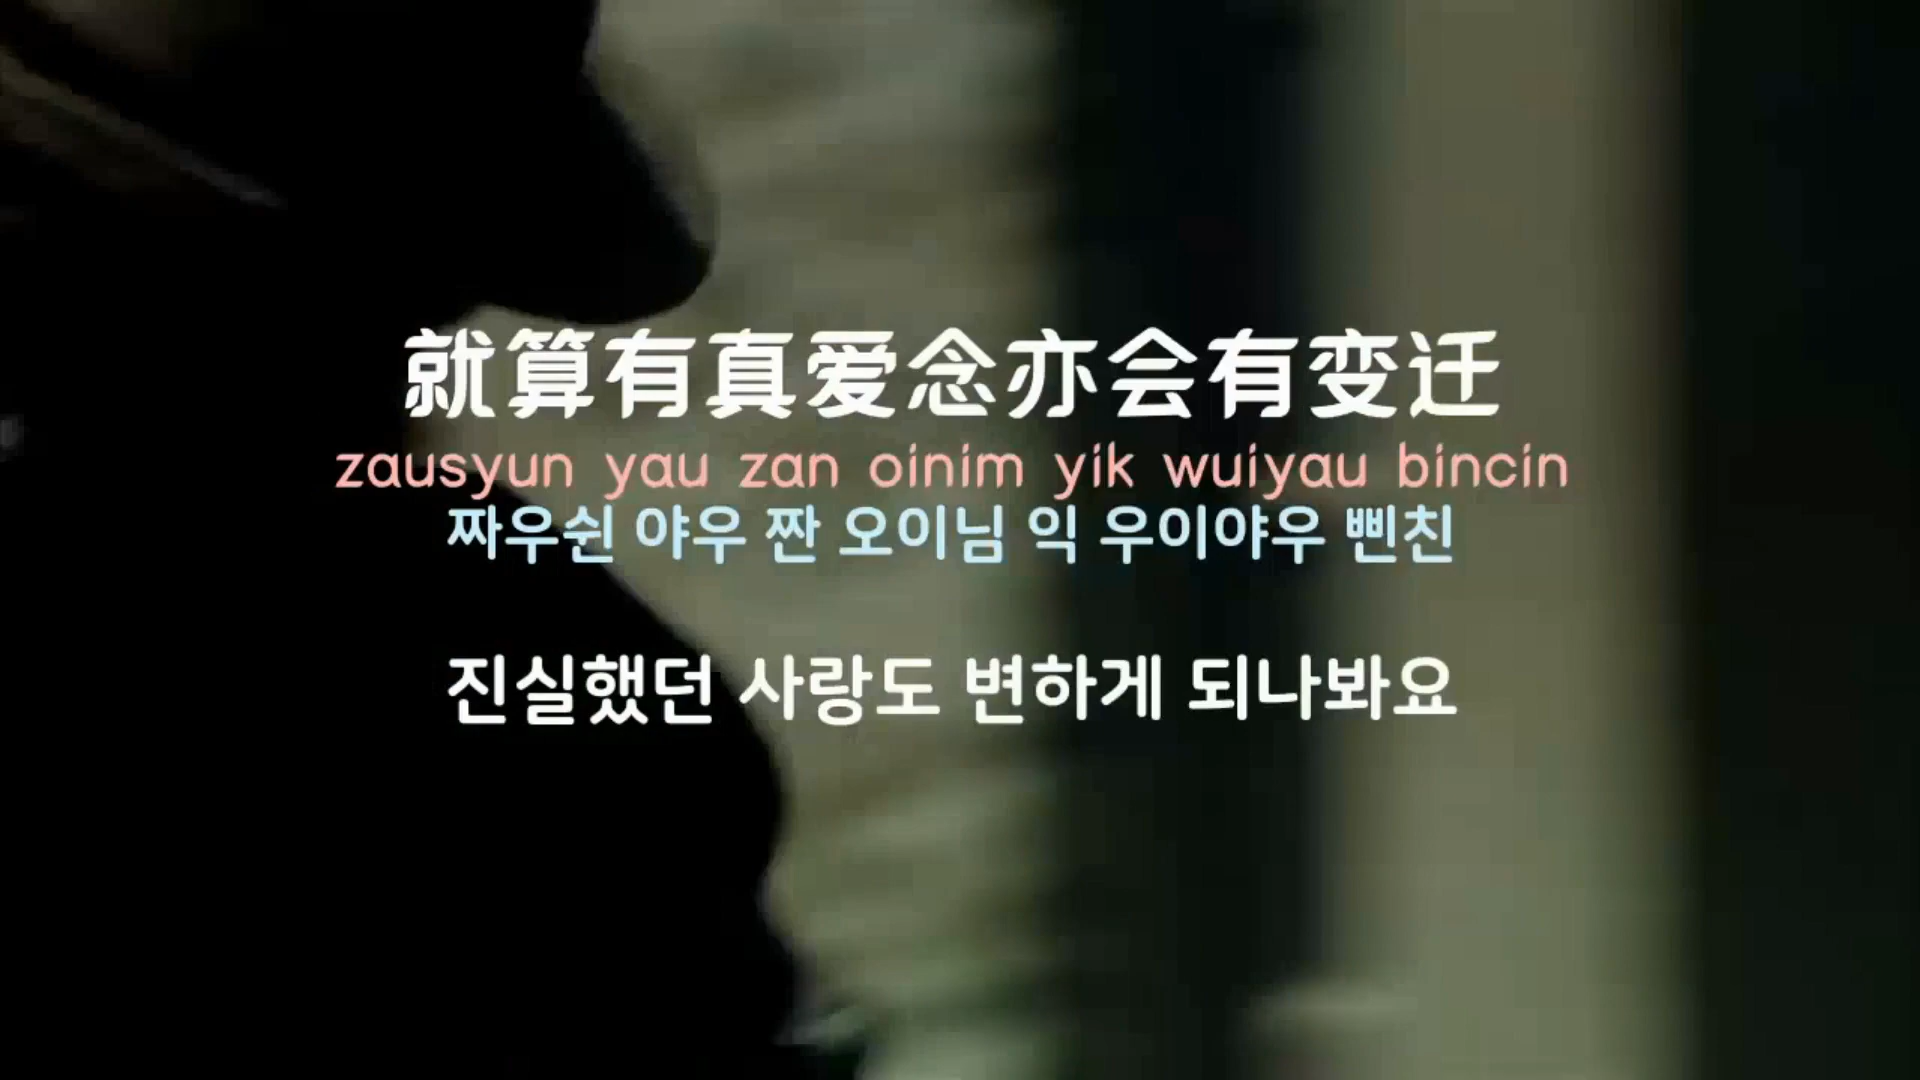 就算有真爱念亦会有变迁
zausyun yau zan oinim yik wuiyau bincin
짜우쉰 야우 짠 오이님 익 우이야우 삔친
진실했던 사랑도 변하게 되나봐요